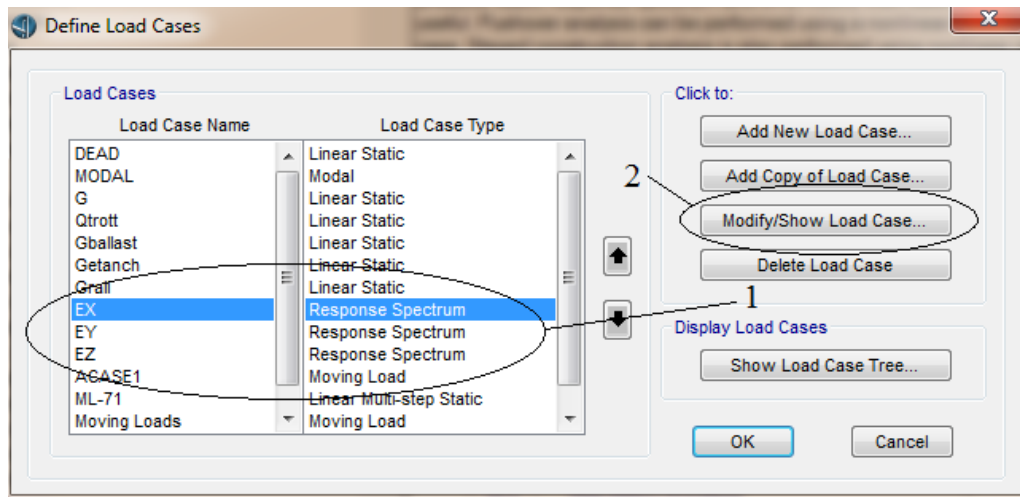 Define Load Cases
Load Cases
Load Case Name Load Case Type
DEAD Linear Static
MODAL Modal
G Linear Static
Qtrott Linear Static
Gballast Linear Static
Getanch Linear Static
Grail Linear Static
EX Response Spectrum
EY Response Spectrum
EZ Response Spectrum
ACASE1 Moving Load
ML-71 Linear Multi-step Static
Moving Loads Moving Load
Click to:
Add New Load Case...
2
Add Copy of Load Case...
Modify/Show Load Case...
Delete Load Case
1
Display Load Cases
Show Load Case Tree...
OK Cancel